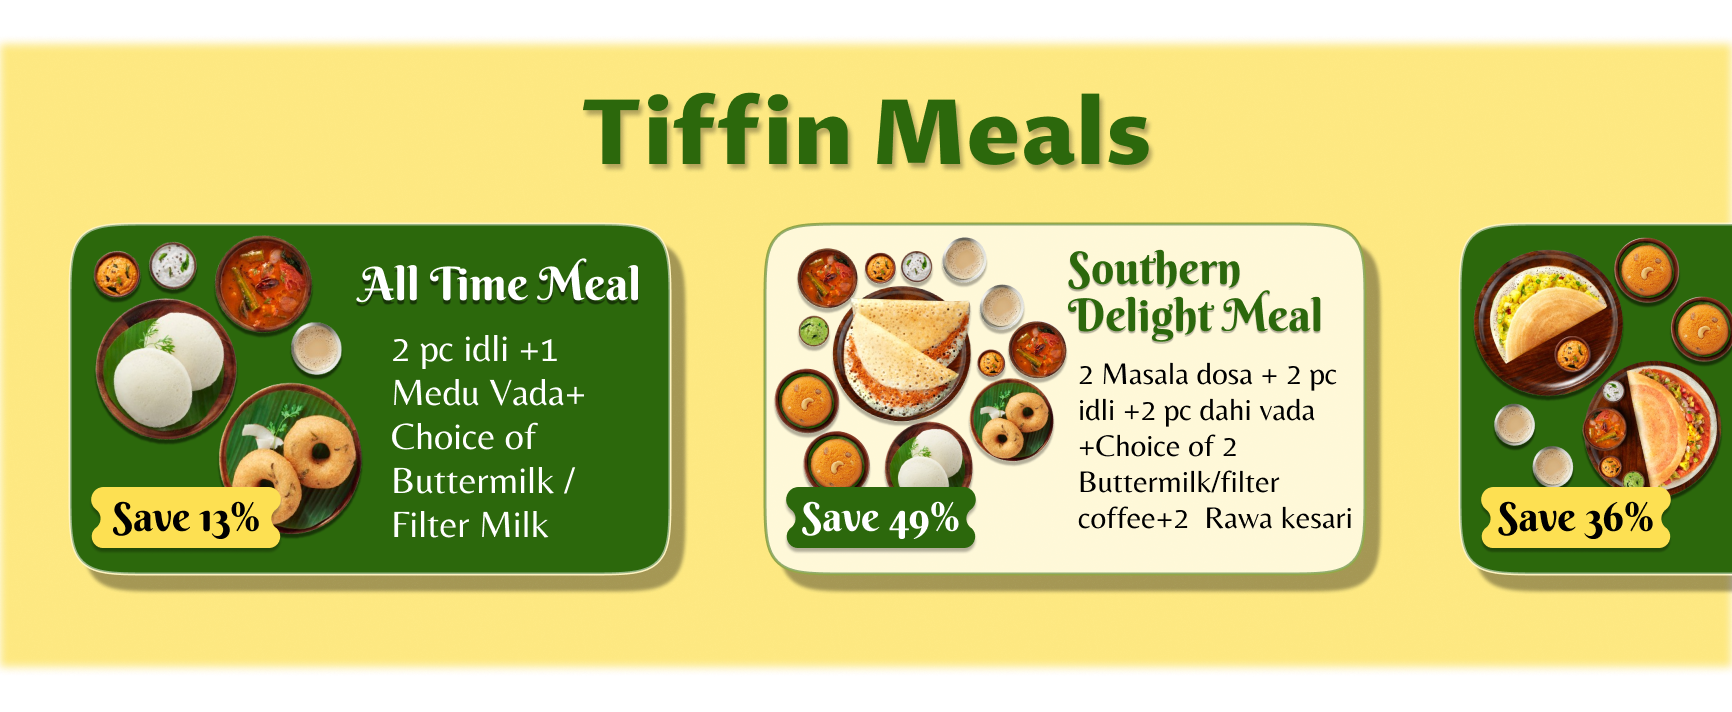 Tiffin Meals
All Time Meal
2 pc idli +1
Medu Vada+
Choice of
Buttermilk /
Filter Milk
Save 13%
Southern
Delight Meal
2 Masala dosa + 2 pc
idli +2 pc dahi vada
+Choice of 2
Buttermilk/filter
coffee+2  Rawa kesari
Save 49%
Save 36%